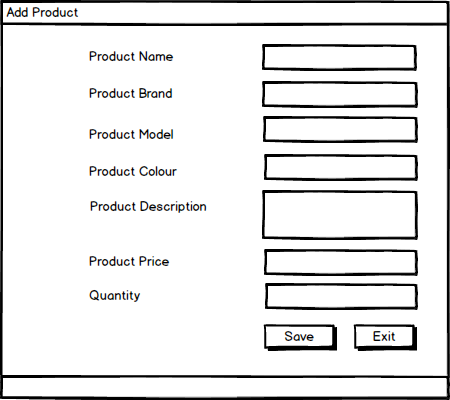 Add Product
Product Name
Product Brand
Product Model
Product Colour
Product Description
Product Price
Quantity
Save Exit